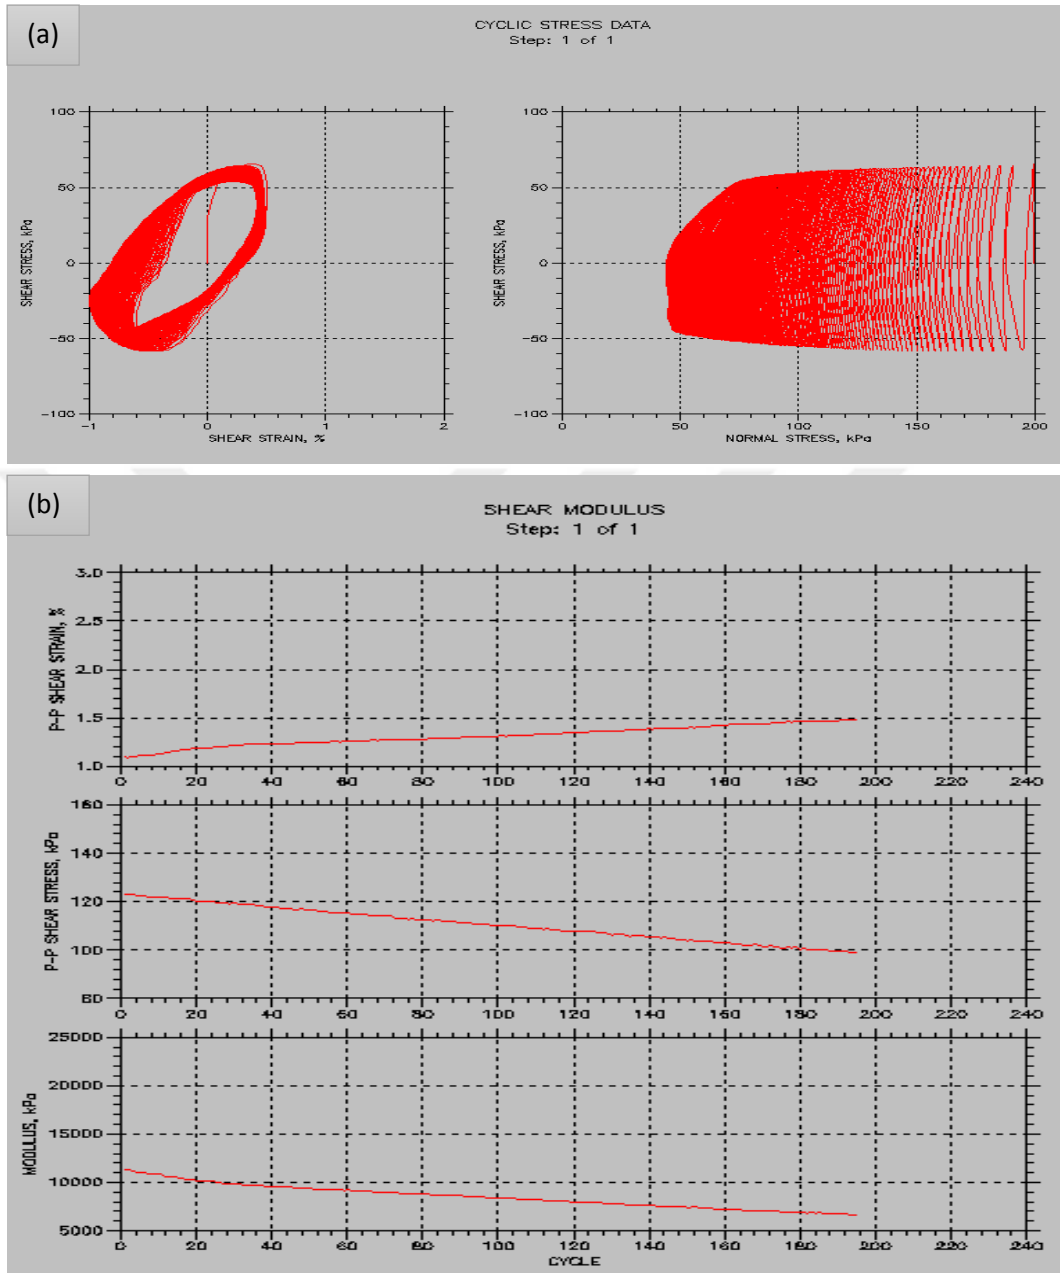 (a)
CYCLIC STRESS DATA
Step: 1 of 1
SHEAR STRESS, kPa
100
50
0
-50
-100
-1 0 1 2
SHEAR STRAIN, %
SHEAR STRESS, kPa
100
50
0
-50
-100
0 50 100 150 200
NORMAL STRESS, kPa
(b)
SHEAR MODULUS
Step: 1 of 1
P-P SHEAR STRAIN, %
3.0
2.5
2.0
1.5
1.0
0 20 40 60 80 100 120 140 160 180 200 220 240
P-P SHEAR STRESS, kPa
160
140
120
100
80
0 20 40 60 80 100 120 140 160 180 200 220 240
MODULUS, kPa
25000
20000
15000
10000
5000
0 20 40 60 80 100 120 140 160 180 200 220 240
CYCLE